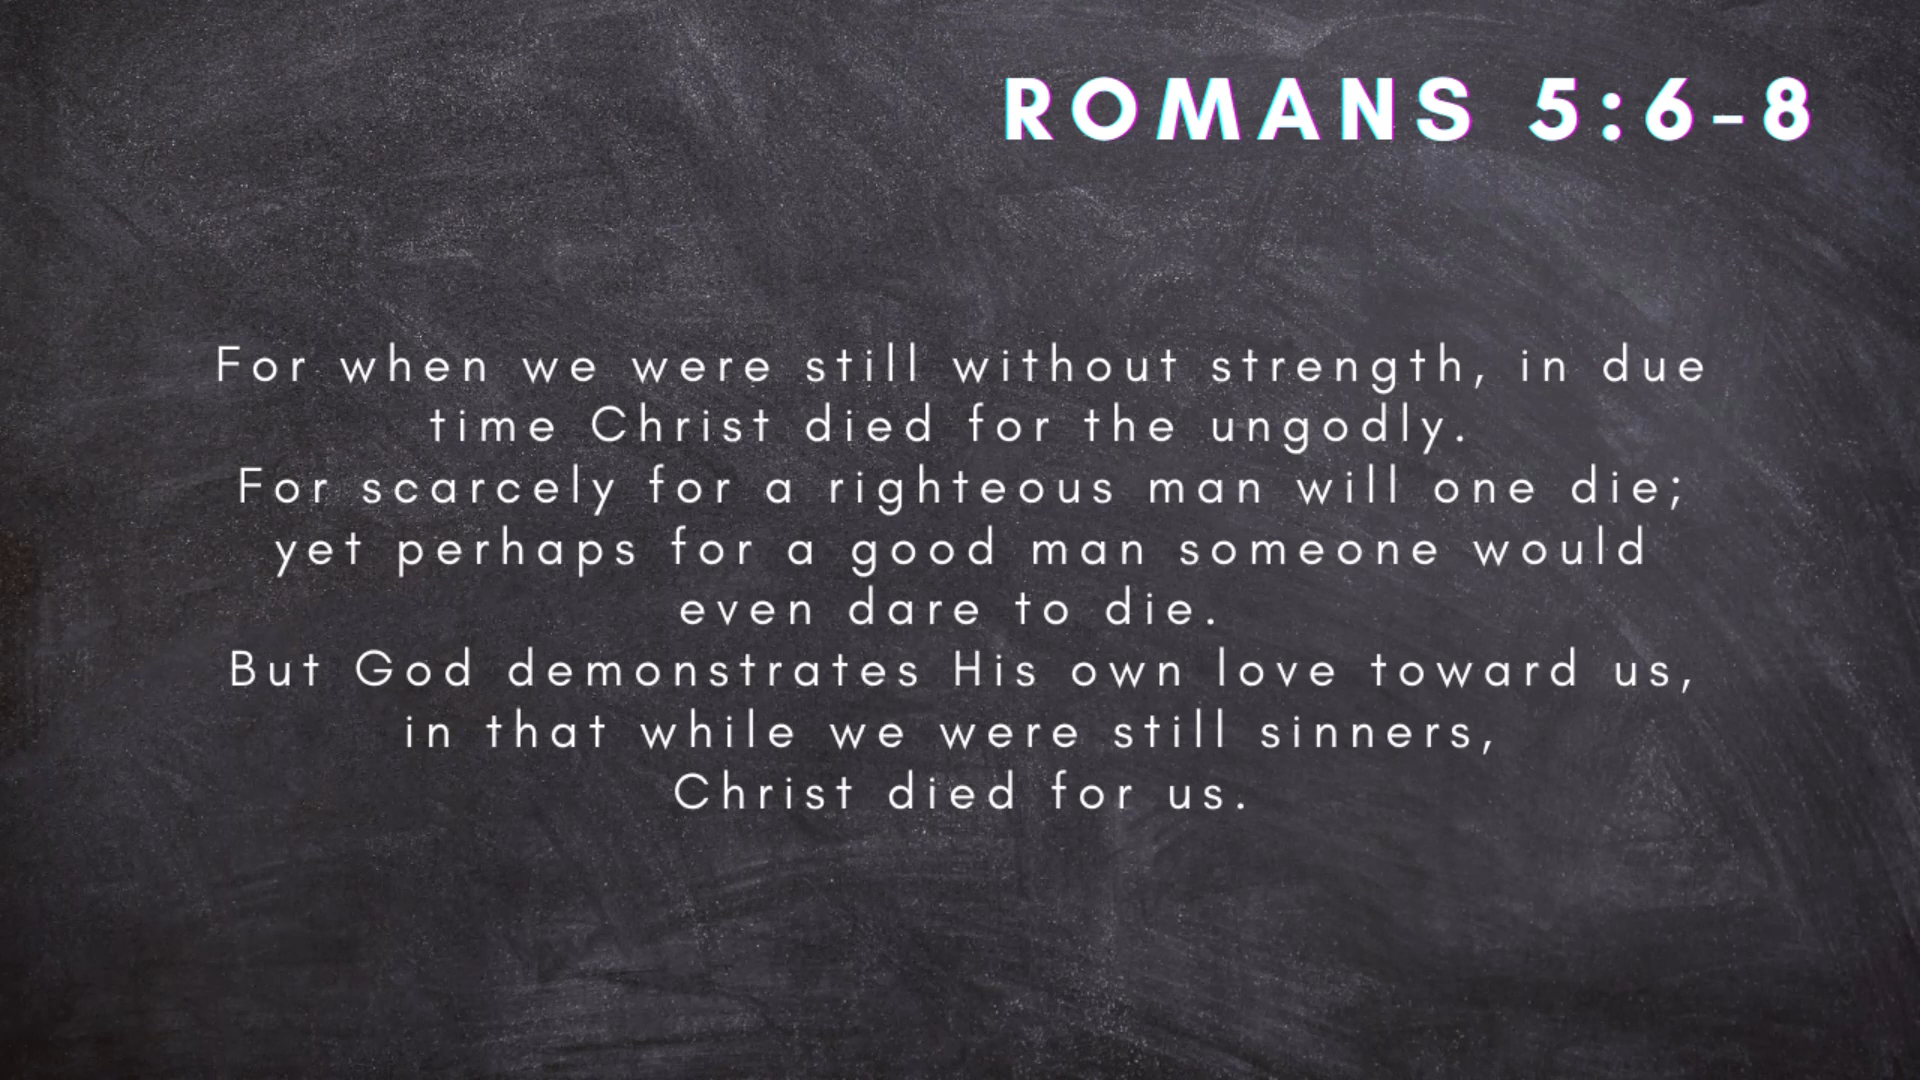 ROMANS 5:6-8
For when we were still without strength, in due
time Christ died for the ungodly.
For scarcely for a righteous man will one die;
yet perhaps for a good man someone would
even dare to die.
But God demonstrates His own love toward us,
in that while we were still sinners,
Christ died for us.